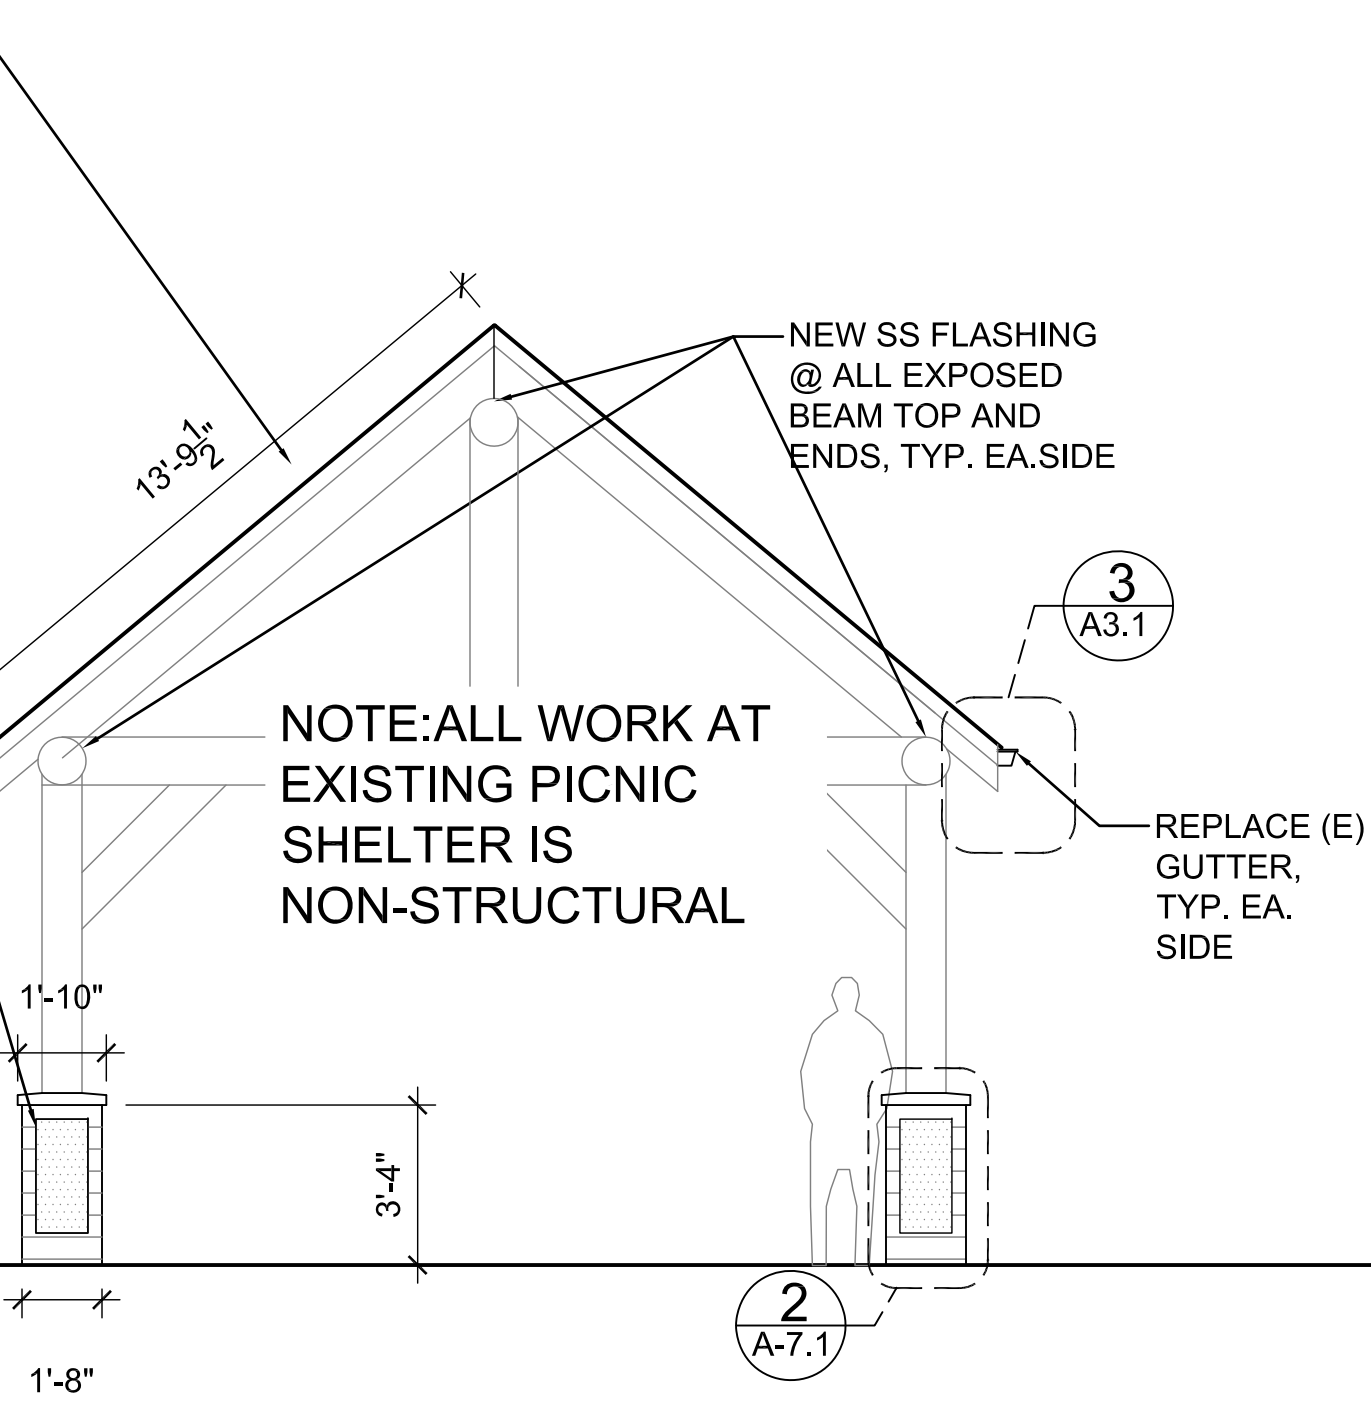 NEW SS FLASHING
@ ALL EXPOSED
BEAM TOP AND
ENDS, TYP. EA.SIDE
13'-9 1/2"
3
A3.1
NOTE:ALL WORK AT
EXISTING PICNIC
SHELTER IS
NON-STRUCTURAL
REPLACE (E)
GUTTER,
TYP. EA.
SIDE
1'-10"
3'-4"
2
A-7.1
1'-8"